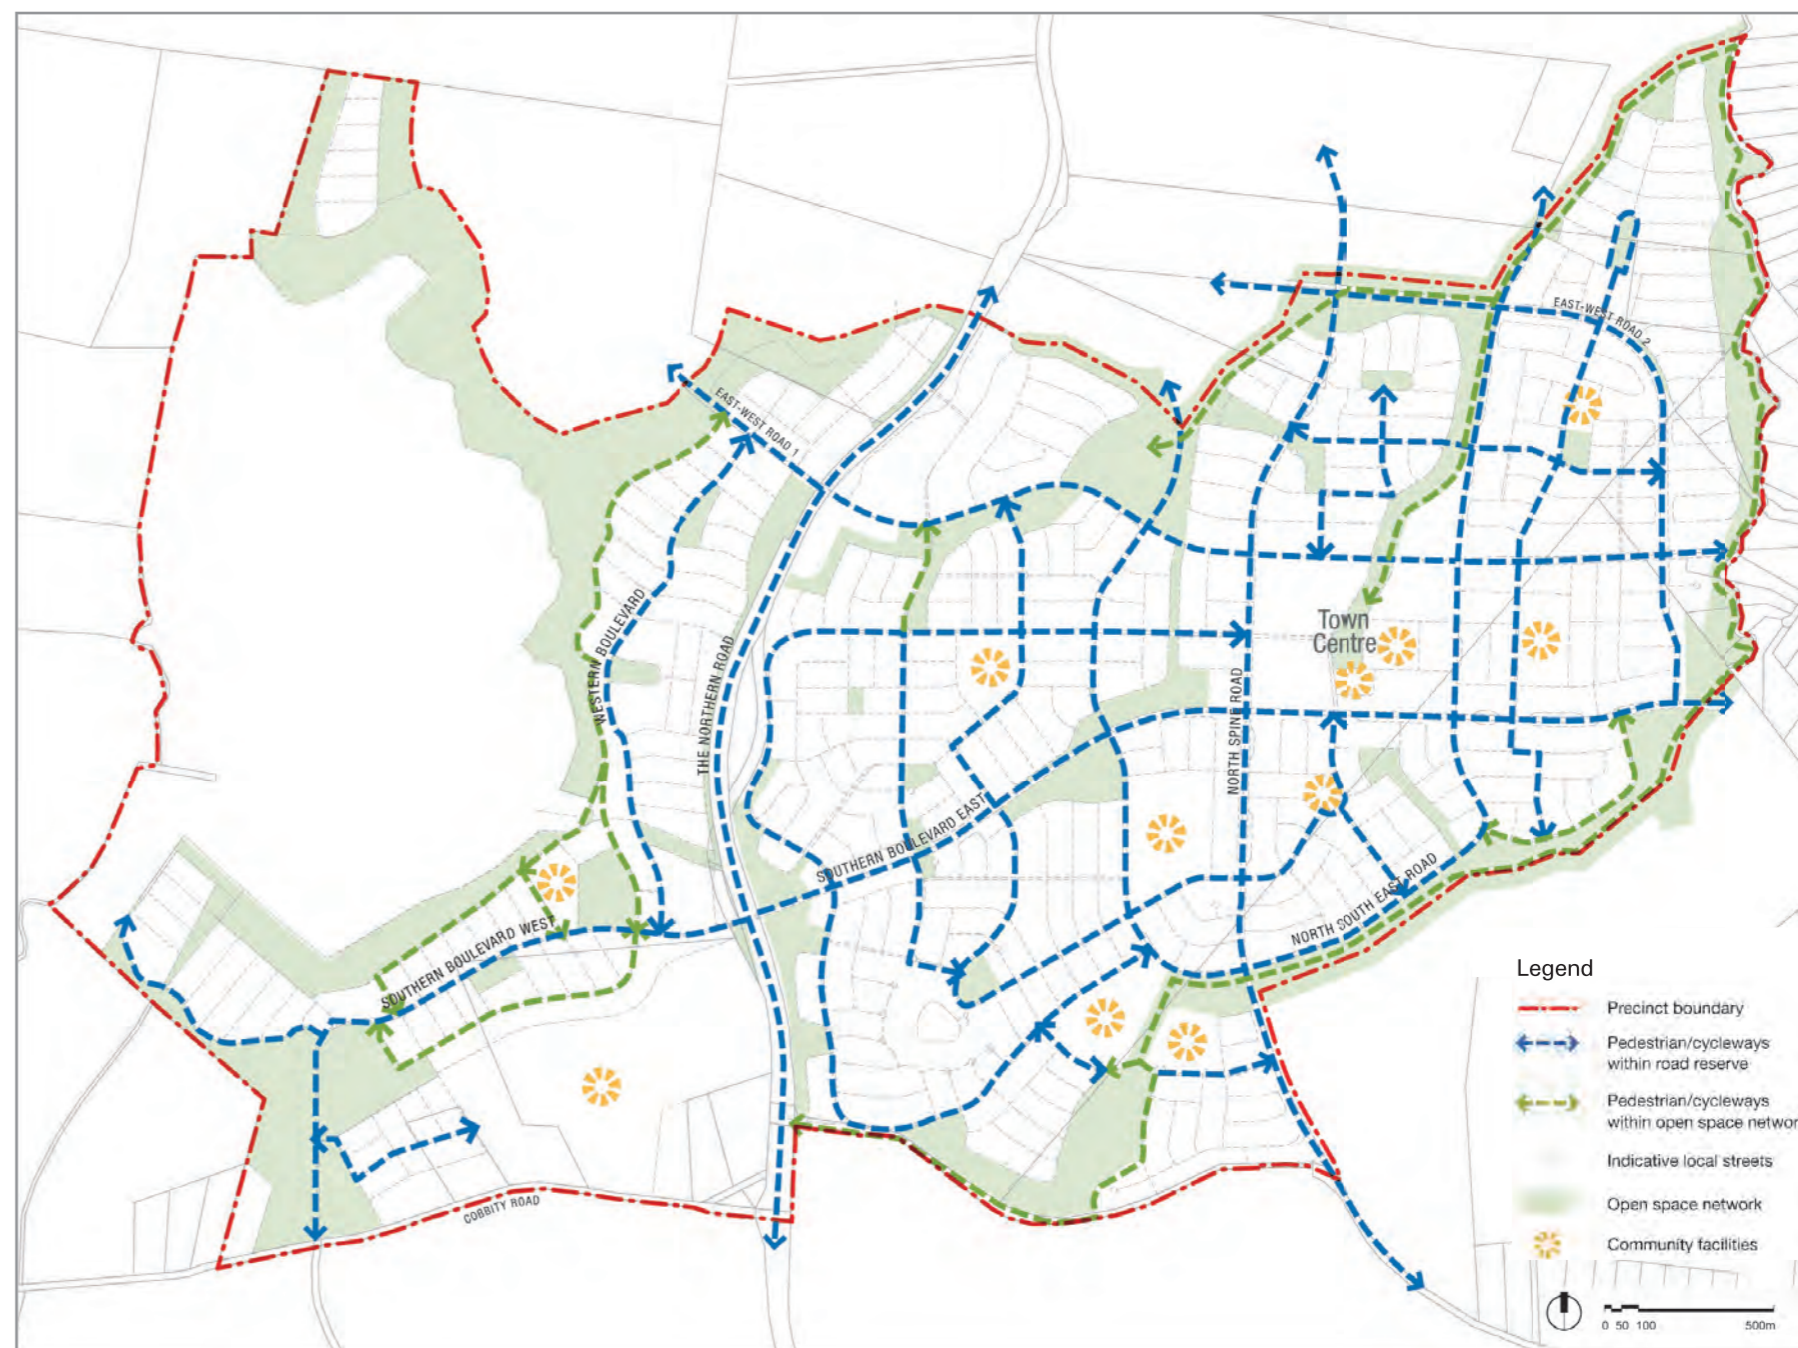 EAST-WEST ROAD 2
EAST-WEST ROAD 1
WESTERN BOULEVARD
THE NORTHERN ROAD
Town
Centre
NORTH SPINE ROAD
SOUTHERN BOULEVARD EAST
SOUTHERN BOULEVARD WEST
NORTH SOUTH EAST ROAD
COBBITY ROAD
Legend
Precinct boundary
Pedestrian/cycleways
within road reserve
Pedestrian/cycleways
within open space networ
Indicative local streets
Open space network
Community facilities
0 50 100 500m